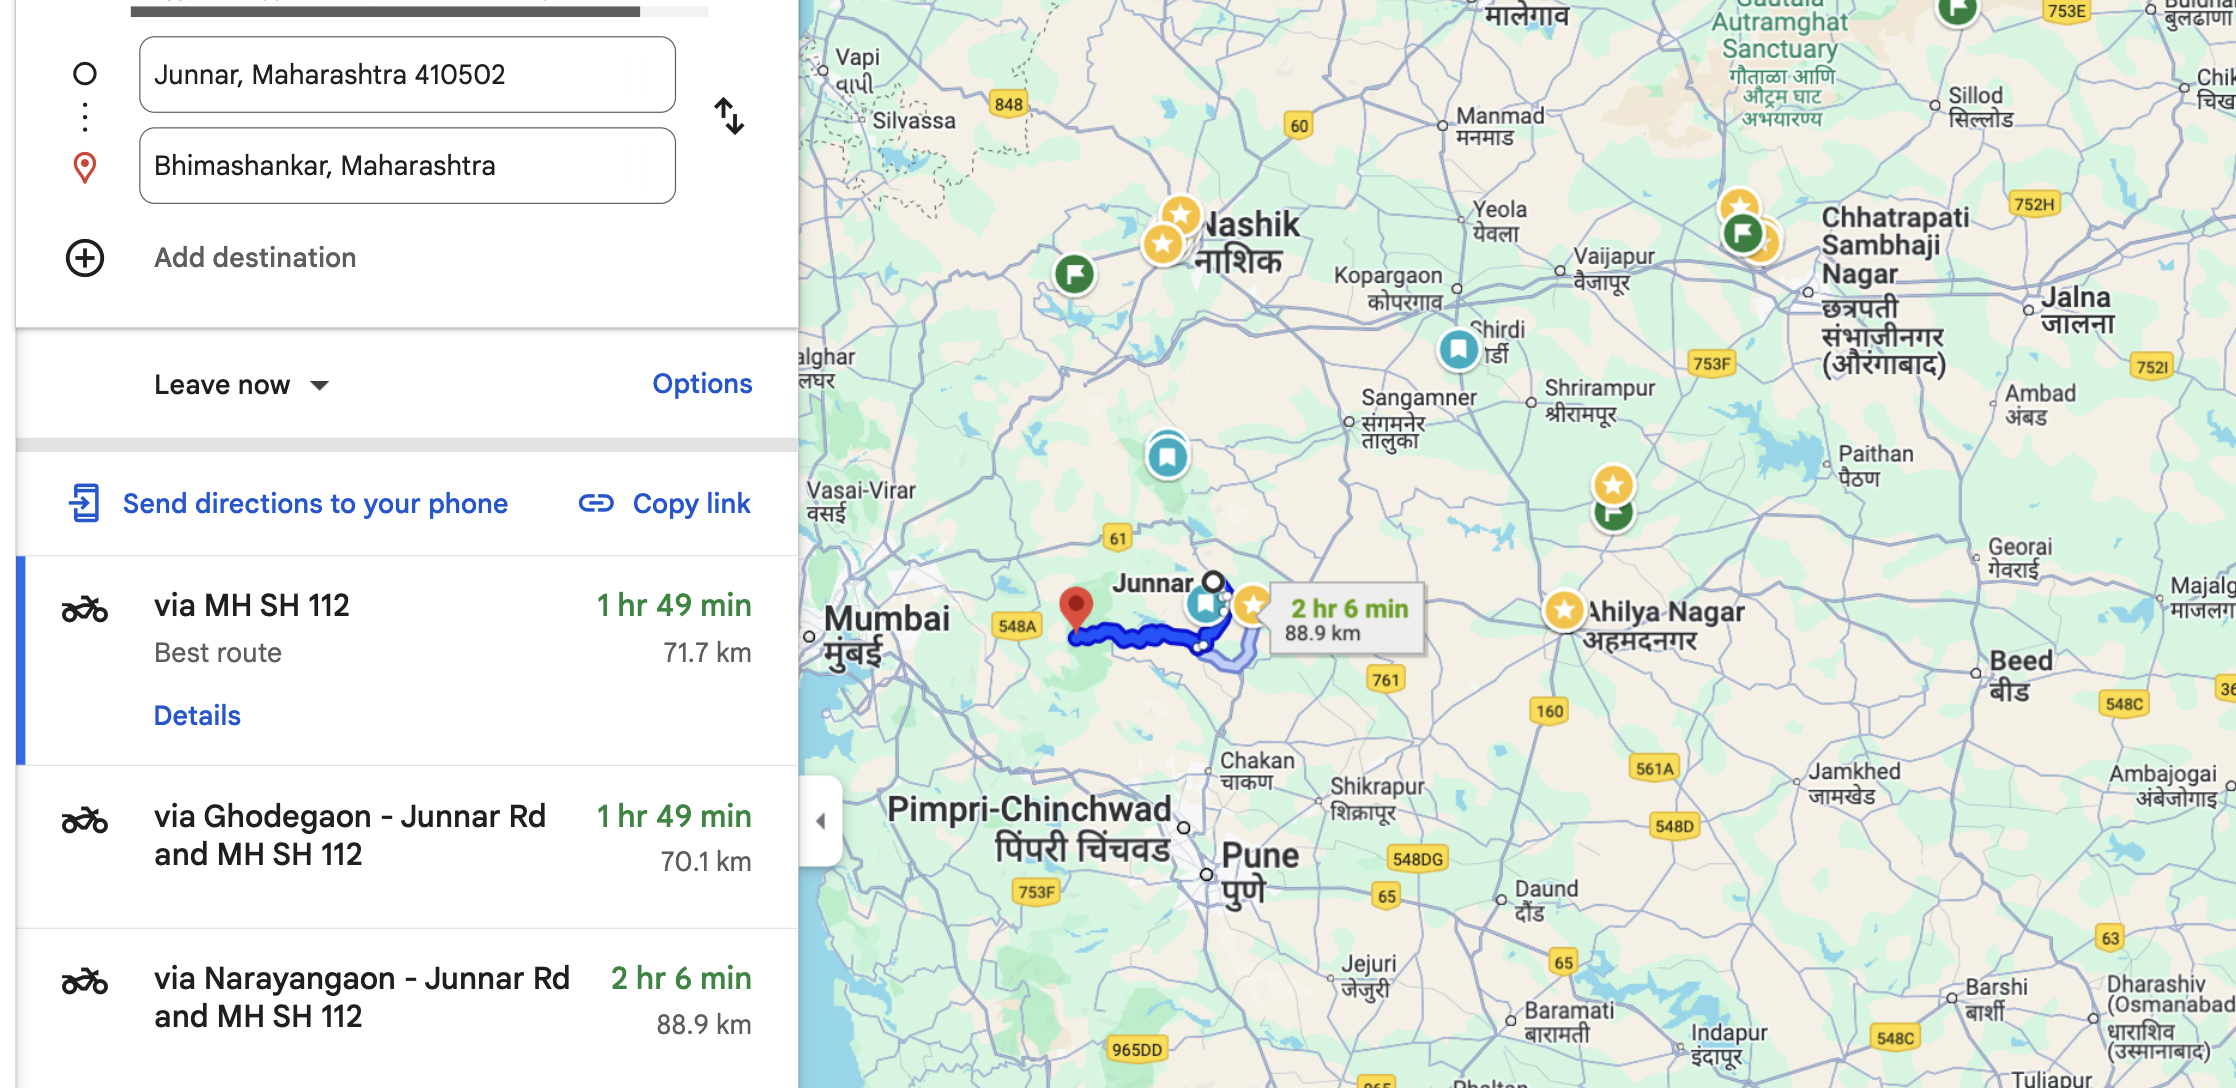 Junnar, Maharashtra 410502
Bhimashankar, Maharashtra
Add destination
Leave now
Options
Send directions to your phone
Copy link
via MH SH 112
1 hr 49 min
Best route
71.7 km
Details
via Ghodegaon - Junnar Rd
and MH SH 112
1 hr 49 min
70.1 km
via Narayangaon - Junnar Rd
and MH SH 112
2 hr 6 min
88.9 km
मालेगाव
Autramghat
Sanctuary
गौताळा आणि
औट्रम घाट
अभयारण्य
753E
बुलढाणा
Vapi
વાપી
848
Silvassa
60
Manmad
मनमाड
Sillod
सिल्लोड
Nashik
नाशिक
Yeola
येवला
Kopargaon
कोपरगाव
Vaijapur
वैजापूर
Chhatrapati
Sambhaji
Nagar
छत्रपती
संभाजीनगर
(औरंगाबाद)
752H
Jalna
जालना
Shirdi
753F
752I
Sangamner
संगमनेर
तालुका
Shrirampur
श्रीरामपूर
Ambad
अंबड
Paithan
पैठण
Vasai-Virar
वसई
61
Georai
गेवराई
Junnar
2 hr 6 min
88.9 km
548A
Mumbai
मुंबई
Ahilya Nagar
अहमदनगर
Beed
बीड
761
160
548C
Chakan
चाकण
Shikrapur
शिक्रापूर
561A
Jamkhed
जामखेड
Ambajogai
अंबेजोगाइ
Pimpri-Chinchwad
पिंपरी चिंचवड
548D
Pune
पुणे
548DG
753F
65
Daund
दौंड
63
Jejuri
जेजुरी
65
Barshi
बार्शी
Dharashiv
(Osmanabad
धाराशिव
(उस्मानाबाद)
Baramati
बारामती
Indapur
इंदापूर
548C
965DD
Tuljapur